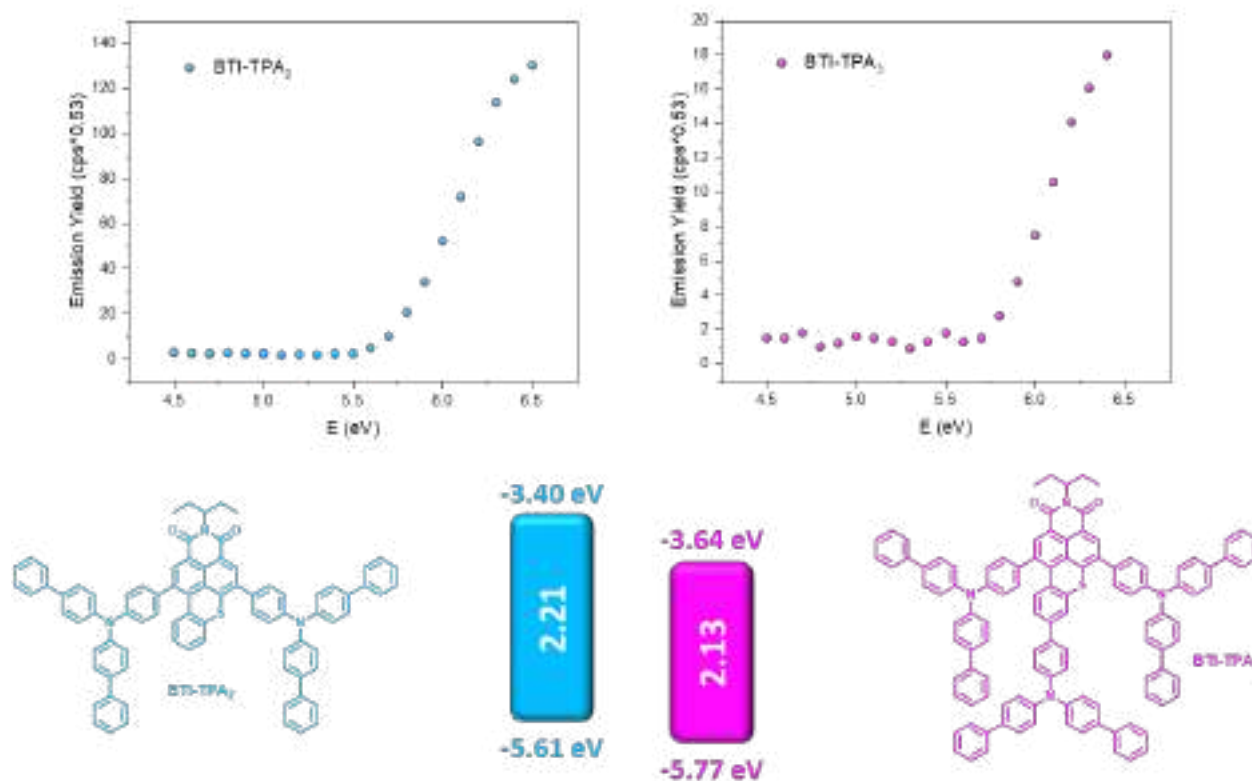 140
120
100
80
60
40
20
0
BTI-TPA₂
Emission Yield (cps^0.53)
4.5 5.0 5.5 6.0 6.5
E (eV)
20
18
16
14
12
10
8
6
4
2
0
BTI-TPA₃
Emission Yield (cps^0.53)
4.5 5.0 5.5 6.0 6.5
E (eV)
-3.40 eV
2.21
-5.61 eV
-3.64 eV
2.13
-5.77 eV
O N O
N N
S
BTI-TPA₂
O N O
N N
S
N
BTI-TPA